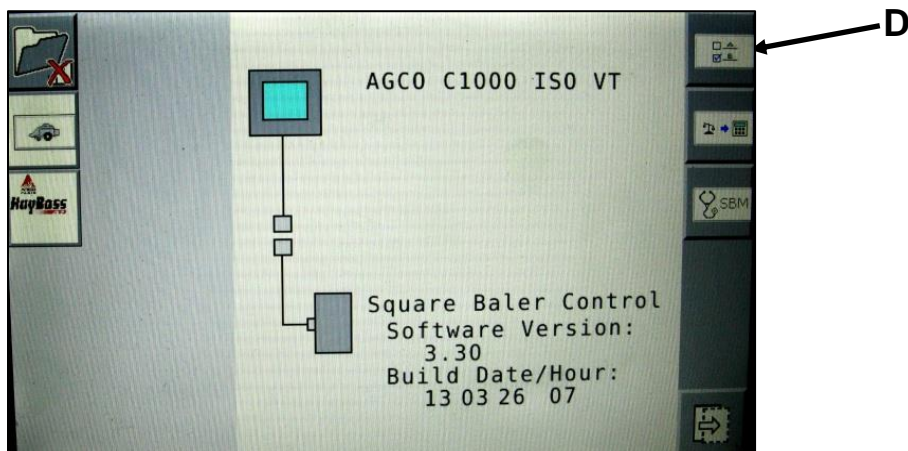 D
AGCO C1000 ISO VT
HayBoss
SBM
Square Baler Control
Software Version:
3.30
Build Date/Hour:
13 03 26 07